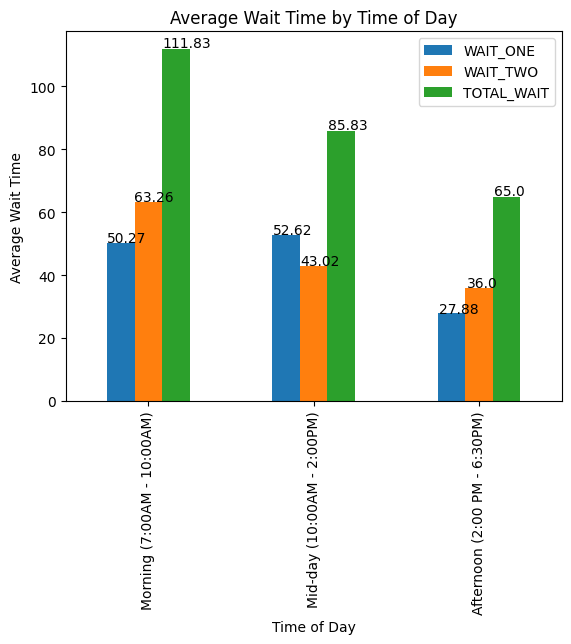 Average Wait Time by Time of Day
WAIT_ONE
WAIT_TWO
TOTAL_WAIT
Average Wait Time
100
80
60
40
20
0
50.27
63.26
111.83
52.62
43.02
85.83
27.88
36.0
65.0
Morning (7:00AM - 10:00AM)
Mid-day (10:00AM - 2:00PM)
Afternoon (2:00 PM - 6:30PM)
Time of Day